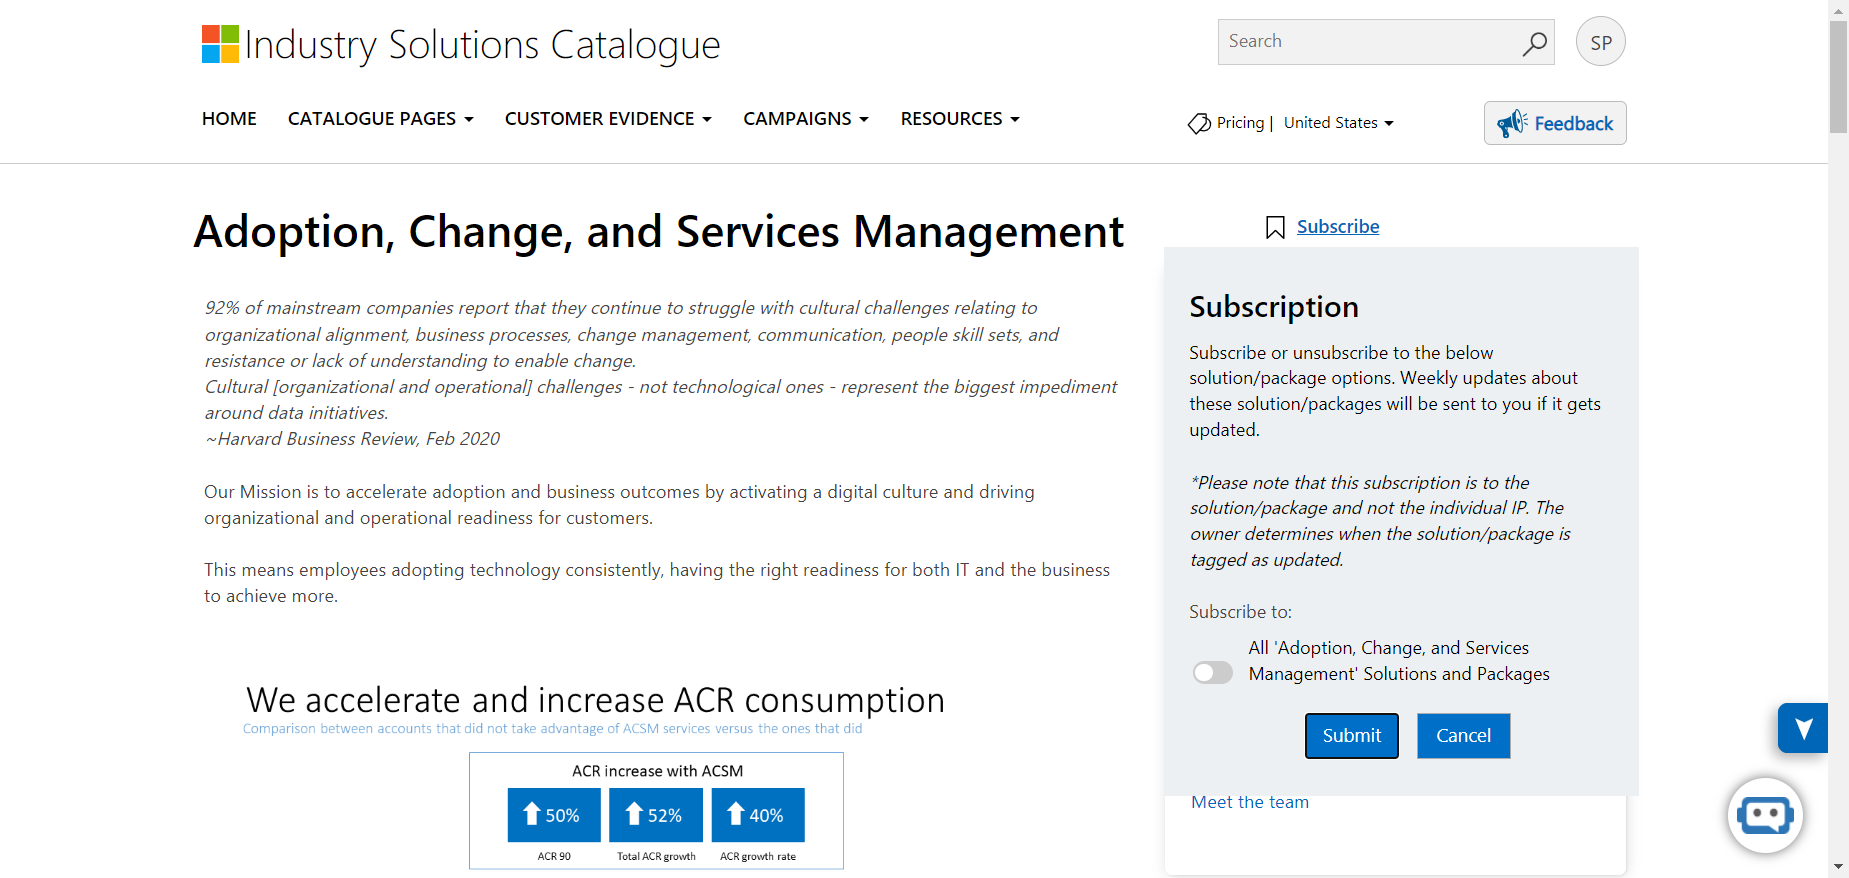 Industry Solutions Catalogue
Search
SP
HOME
CATALOGUE PAGES
CUSTOMER EVIDENCE
CAMPAIGNS
RESOURCES
Pricing |
United States
Feedback
Adoption, Change, and Services Management
92% of mainstream companies report that they continue to struggle with cultural challenges relating to
organizational alignment, business processes, change management, communication, people skill sets, and
resistance or lack of understanding to enable change.
Cultural [organizational and operational] challenges - not technological ones - represent the biggest impediment
around data initiatives.
~Harvard Business Review, Feb 2020
Our Mission is to accelerate adoption and business outcomes by activating a digital culture and driving
organizational and operational readiness for customers.
This means employees adopting technology consistently, having the right readiness for both IT and the business
to achieve more.
We accelerate and increase ACR consumption
Comparison between accounts that did not take advantage of ACSM services versus the ones that did
ACR increase with ACSM
50%
52%
40%
ACR 90
Total ACR growth
ACR growth rate
Subscribe
Subscription
Subscribe or unsubscribe to the below
solution/package options. Weekly updates about
these solution/packages will be sent to you if it gets
updated.
*Please note that this subscription is to the
solution/package and not the individual IP. The
owner determines when the solution/package is
tagged as updated.
Subscribe to:
All 'Adoption, Change, and Services
Management' Solutions and Packages
Submit
Cancel
Meet the team